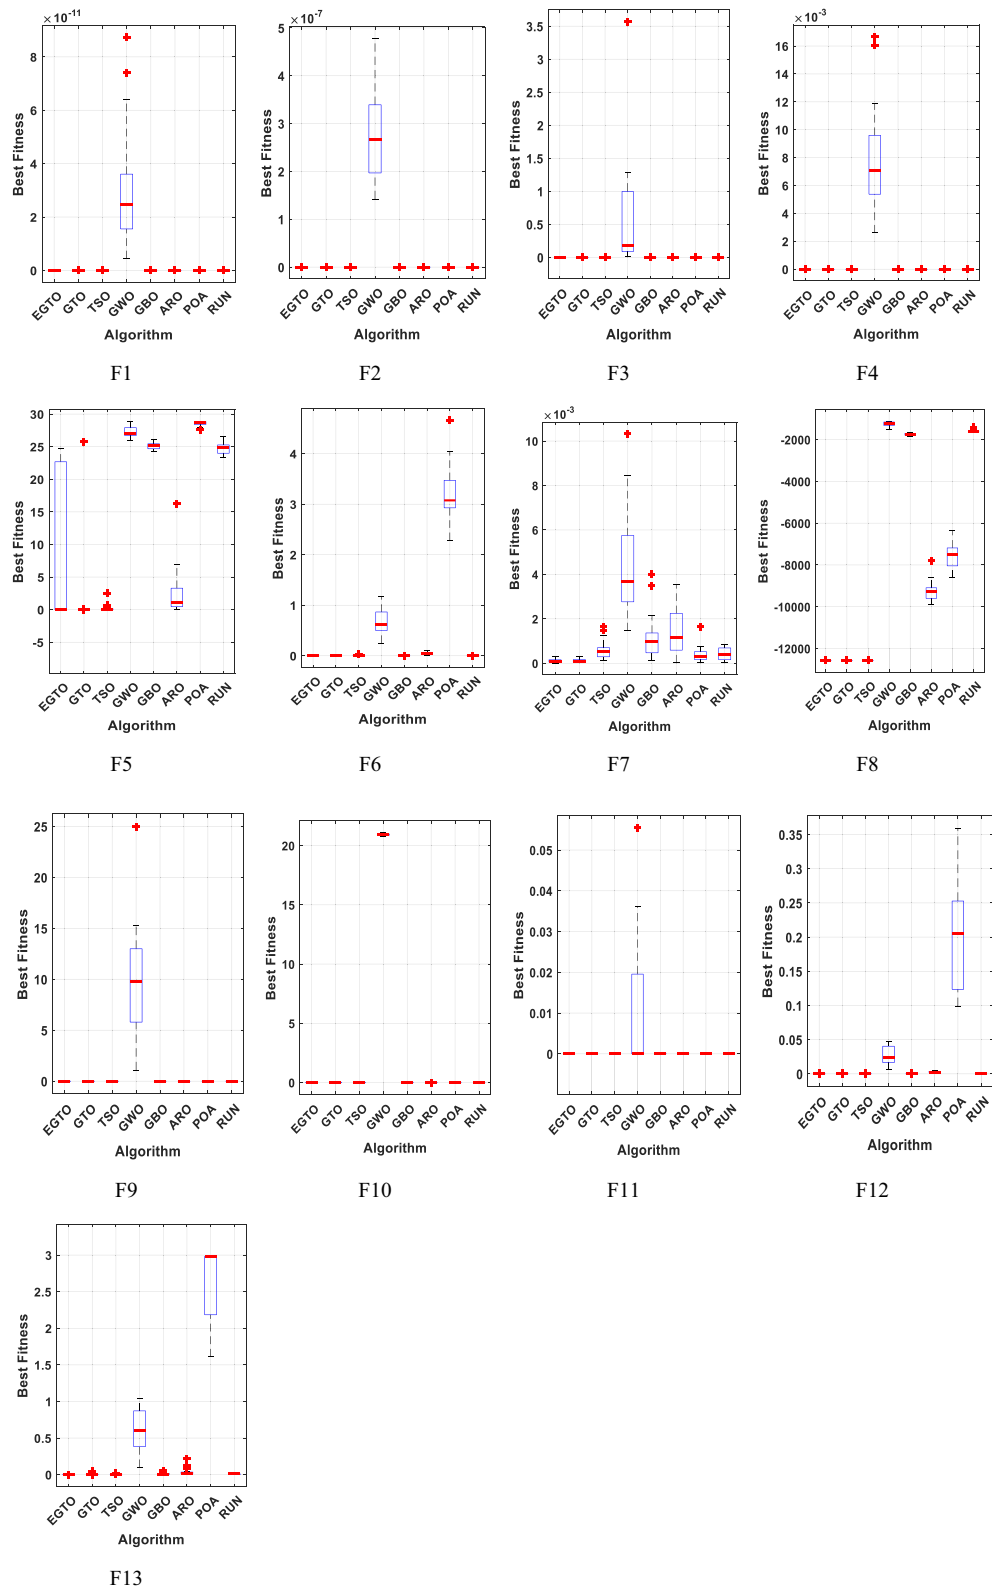 ×10-11
8
6
4
2
0
Best Fitness
EGTO GTO TSO GWO GBO ARO POA RUN
Algorithm
F1
×10-7
5
4
3
2
1
0
Best Fitness
EGTO GTO TSO GWO GBO ARO POA RUN
Algorithm
F2
3.5
3
2.5
2
1.5
1
0.5
0
Best Fitness
EGTO GTO TSO GWO GBO ARO POA RUN
Algorithm
F3
×10-3
16
14
12
10
8
6
4
2
0
Best Fitness
EGTO GTO TSO GWO GBO ARO POA RUN
Algorithm
F4
30
25
20
15
10
5
0
-5
Best Fitness
EGTO GTO TSO GWO GBO ARO POA RUN
Algorithm
F5
4
3
2
1
0
Best Fitness
EGTO GTO TSO GWO GBO ARO POA RUN
Algorithm
F6
×10-3
10
8
6
4
2
0
Best Fitness
EGTO GTO TSO GWO GBO ARO POA RUN
Algorithm
F7
-2000
-4000
-6000
-8000
-10000
-12000
Best Fitness
EGTO GTO TSO GWO GBO ARO POA RUN
Algorithm
F8
25
20
15
10
5
0
Best Fitness
EGTO GTO TSO GWO GBO ARO POA RUN
Algorithm
F9
20
15
10
5
0
Best Fitness
EGTO GTO TSO GWO GBO ARO POA RUN
Algorithm
F10
0.05
0.04
0.03
0.02
0.01
0
Best Fitness
EGTO GTO TSO GWO GBO ARO POA RUN
Algorithm
F11
0.35
0.3
0.25
0.2
0.15
0.1
0.05
0
Best Fitness
EGTO GTO TSO GWO GBO ARO POA RUN
Algorithm
F12
3
2.5
2
1.5
1
0.5
0
Best Fitness
EGTO GTO TSO GWO GBO ARO POA RUN
Algorithm
F13